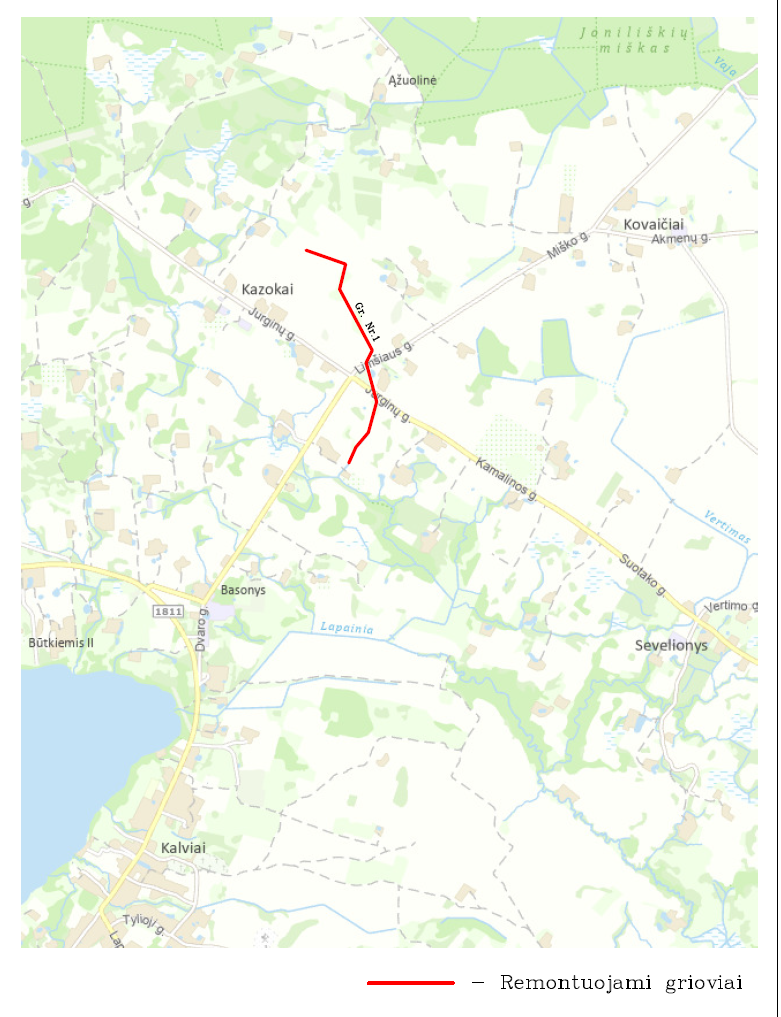 Joniliškių
miškas
Vaja
Ąžuolinė
g
Kovaičiai
Akmenų g.
Miško g.
Kazokai
Gr. Nr.1
Jurginų g.
Jurginų g.
Kamalinos g.
Vertimas
Suotako g.
Basonys
1811
Vertimo g
Dvaro g.
Lapainia
Būtkiemis II
Sevelionys
Kalviai
Tylioji g.
Lap
– Remontuojami grioviai